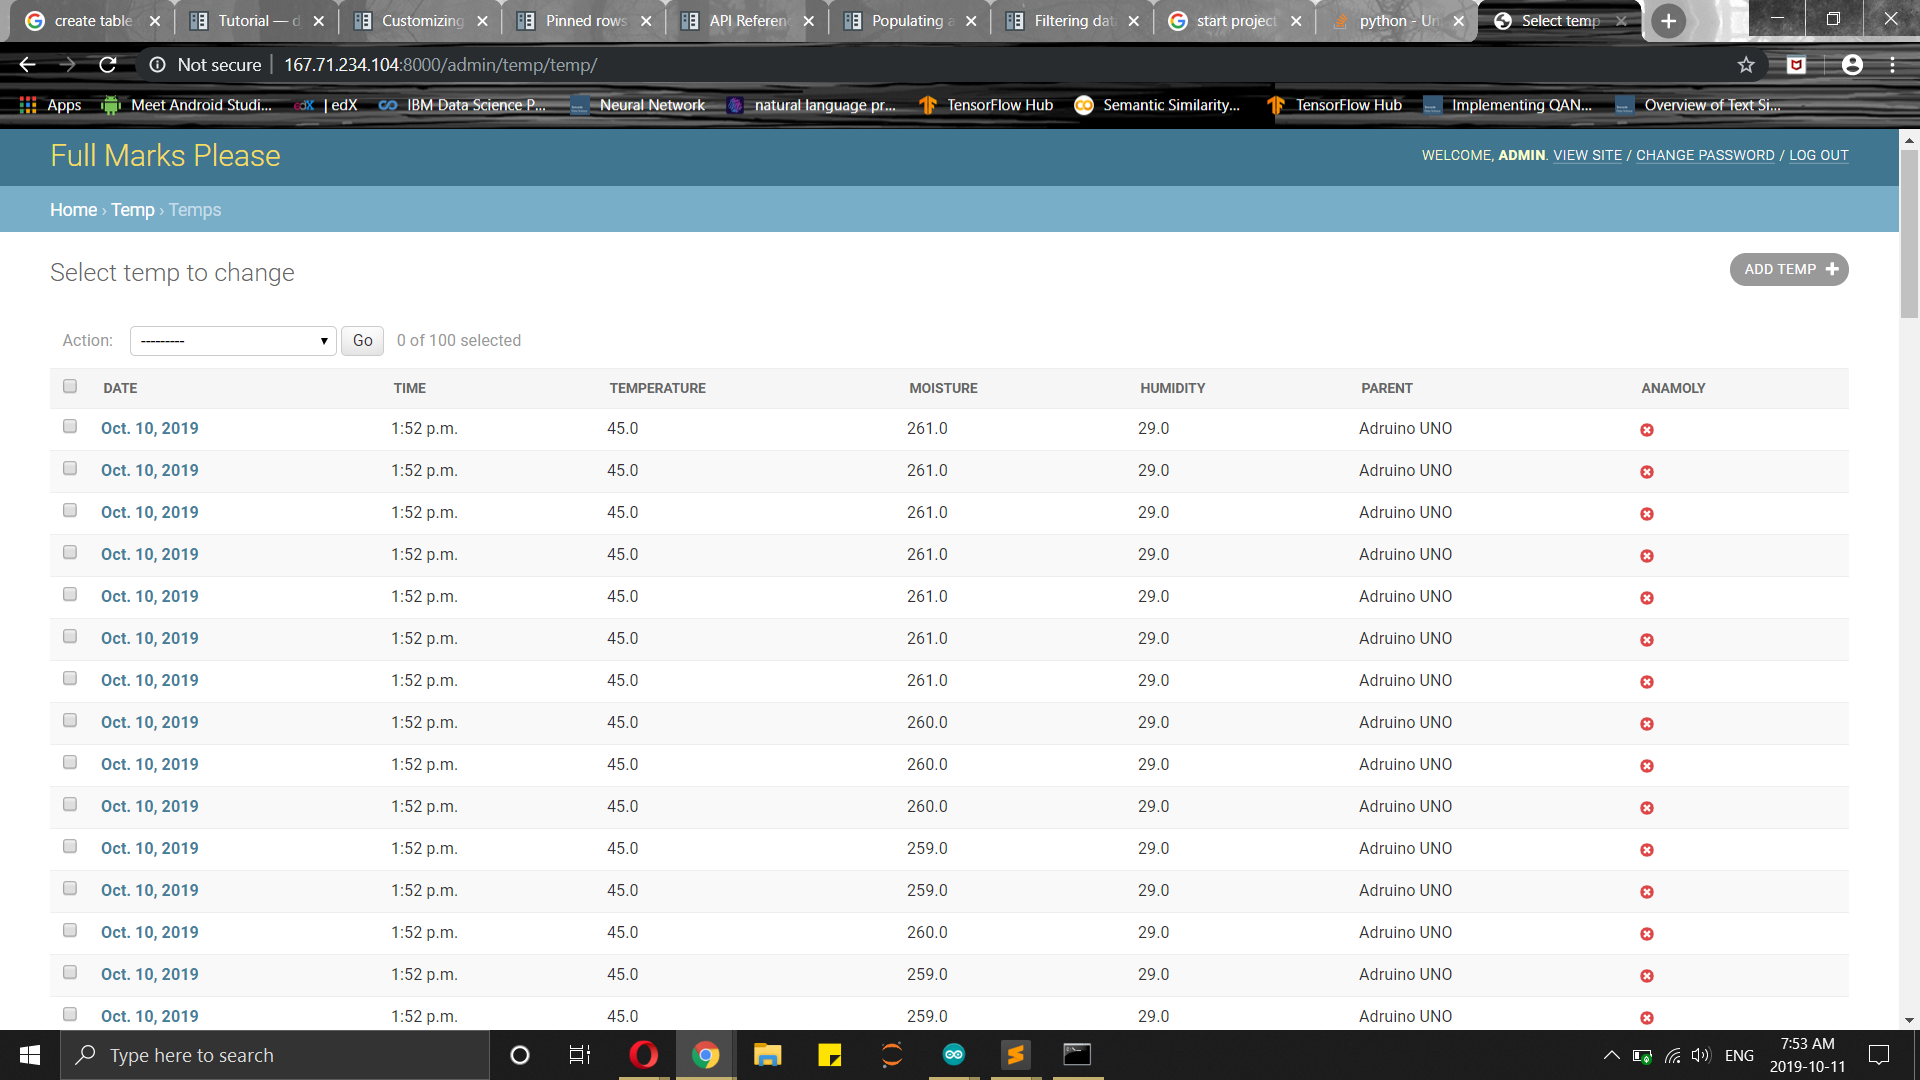 create table
Tutorial — d
Customizing
Pinned rows
API Referen
Populating a
Filtering dat
start project
python - Un
Select temp
Not secure | 167.71.234.104:8000/admin/temp/temp/
Apps Meet Android Studi... | edX IBM Data Science P... Neural Network natural language pr... TensorFlow Hub Semantic Similarity... TensorFlow Hub Implementing QAN... Overview of Text Si...
Full Marks Please
WELCOME, ADMIN. VIEW SITE / CHANGE PASSWORD / LOG OUT
Home › Temp › Temps
Select temp to change
ADD TEMP +
Action: --------- Go 0 of 100 selected
DATE TIME TEMPERATURE MOISTURE HUMIDITY PARENT ANAMOLY
Oct. 10, 2019 1:52 p.m. 45.0 261.0 29.0 Adruino UNO
Oct. 10, 2019 1:52 p.m. 45.0 261.0 29.0 Adruino UNO
Oct. 10, 2019 1:52 p.m. 45.0 261.0 29.0 Adruino UNO
Oct. 10, 2019 1:52 p.m. 45.0 261.0 29.0 Adruino UNO
Oct. 10, 2019 1:52 p.m. 45.0 261.0 29.0 Adruino UNO
Oct. 10, 2019 1:52 p.m. 45.0 261.0 29.0 Adruino UNO
Oct. 10, 2019 1:52 p.m. 45.0 261.0 29.0 Adruino UNO
Oct. 10, 2019 1:52 p.m. 45.0 260.0 29.0 Adruino UNO
Oct. 10, 2019 1:52 p.m. 45.0 260.0 29.0 Adruino UNO
Oct. 10, 2019 1:52 p.m. 45.0 260.0 29.0 Adruino UNO
Oct. 10, 2019 1:52 p.m. 45.0 259.0 29.0 Adruino UNO
Oct. 10, 2019 1:52 p.m. 45.0 259.0 29.0 Adruino UNO
Oct. 10, 2019 1:52 p.m. 45.0 260.0 29.0 Adruino UNO
Oct. 10, 2019 1:52 p.m. 45.0 259.0 29.0 Adruino UNO
Oct. 10, 2019 1:52 p.m. 45.0 259.0 29.0 Adruino UNO
Type here to search
ENG
7:53 AM
2019-10-11